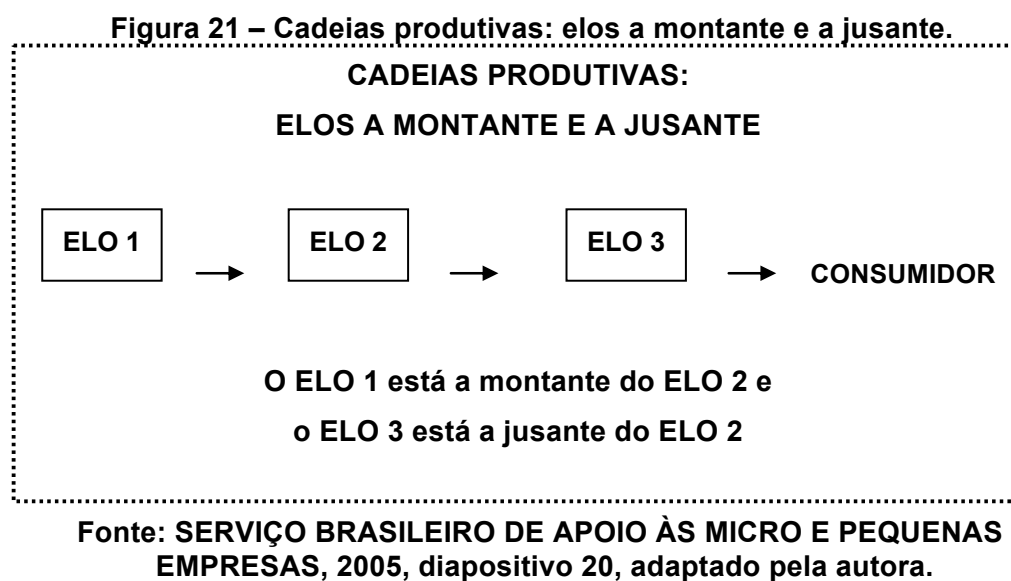 Figura 21 – Cadeias produtivas: elos a montante e a jusante.
CADEIAS PRODUTIVAS:
ELOS A MONTANTE E A JUSANTE
ELO 1
ELO 2
ELO 3
CONSUMIDOR
O ELO 1 está a montante do ELO 2 e
o ELO 3 está a jusante do ELO 2
Fonte: SERVIÇO BRASILEIRO DE APOIO ÀS MICRO E PEQUENAS
EMPRESAS, 2005, diapositivo 20, adaptado pela autora.